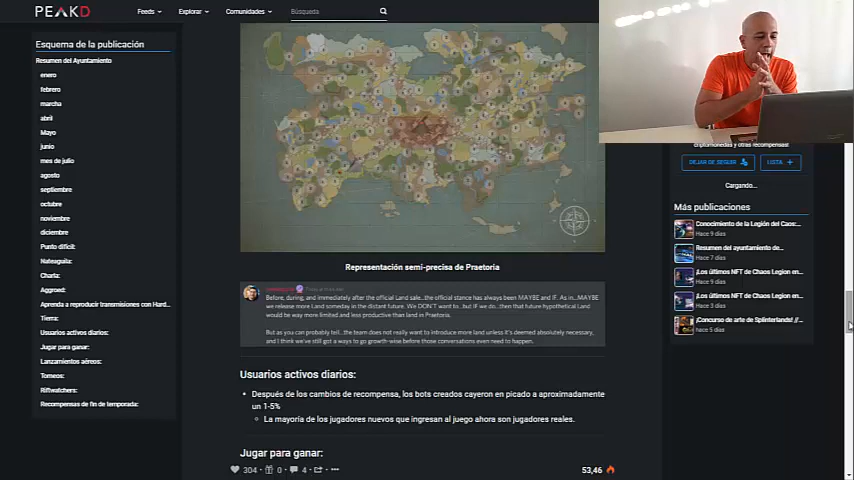 PEAKD
Feeds
Explorar
Comunidades
Búsqueda
Esquema de la publicación
Resumen del Ayuntamiento
enero
febrero
marcha
abril
Mayo
junio
mes de julio
agosto
septiembre
octubre
noviembre
diciembre
Punto difícil:
Nateaguila:
Charla:
Aggroed:
Aprenda a reproducir transmisiones con Hard...
Tierra:
Usuarios activos diarios:
Jugar para ganar:
Lanzamientos aéreos:
Torneos:
Riftwatchers:
Recompensas de fin de temporada:
Representación semi-precisa de Praetoria
Before, during, and immediately after the official Land sale...the official stance has always been MAYBE and IF. As in...MAYBE
we release more Land someday in the distant future. We DON'T want to...but IF we do...then that future hypothetical Land
would be way more limited and less productive than land in Praetoria.
But as you can probably tell...the team does not really want to introduce more land unless it's deemed absolutely necessary,
and I think we've still got a ways to go growth-wise before those conversations even need to happen.
Usuarios activos diarios:
Después de los cambios de recompensa, los bots creados cayeron en picado a aproximadamente
un 1-5%
La mayoría de los jugadores nuevos que ingresan al juego ahora son jugadores reales.
Jugar para ganar:
304 · 0 · 4
53,46
criptomonedas y otras recompensas!
DEJAR DE SEGUIR
LISTA +
Cargando...
Más publicaciones
Conocimiento de la Legión del Caos:...
Hace 9 días
Resumen del ayuntamiento de...
Hace 7 días
¡Los últimos NFT de Chaos Legion en...
Hace 9 días
¡Los últimos NFT de Chaos Legion en...
Hace 3 días
¡Concurso de arte de Splinterlands! //...
hace 5 días